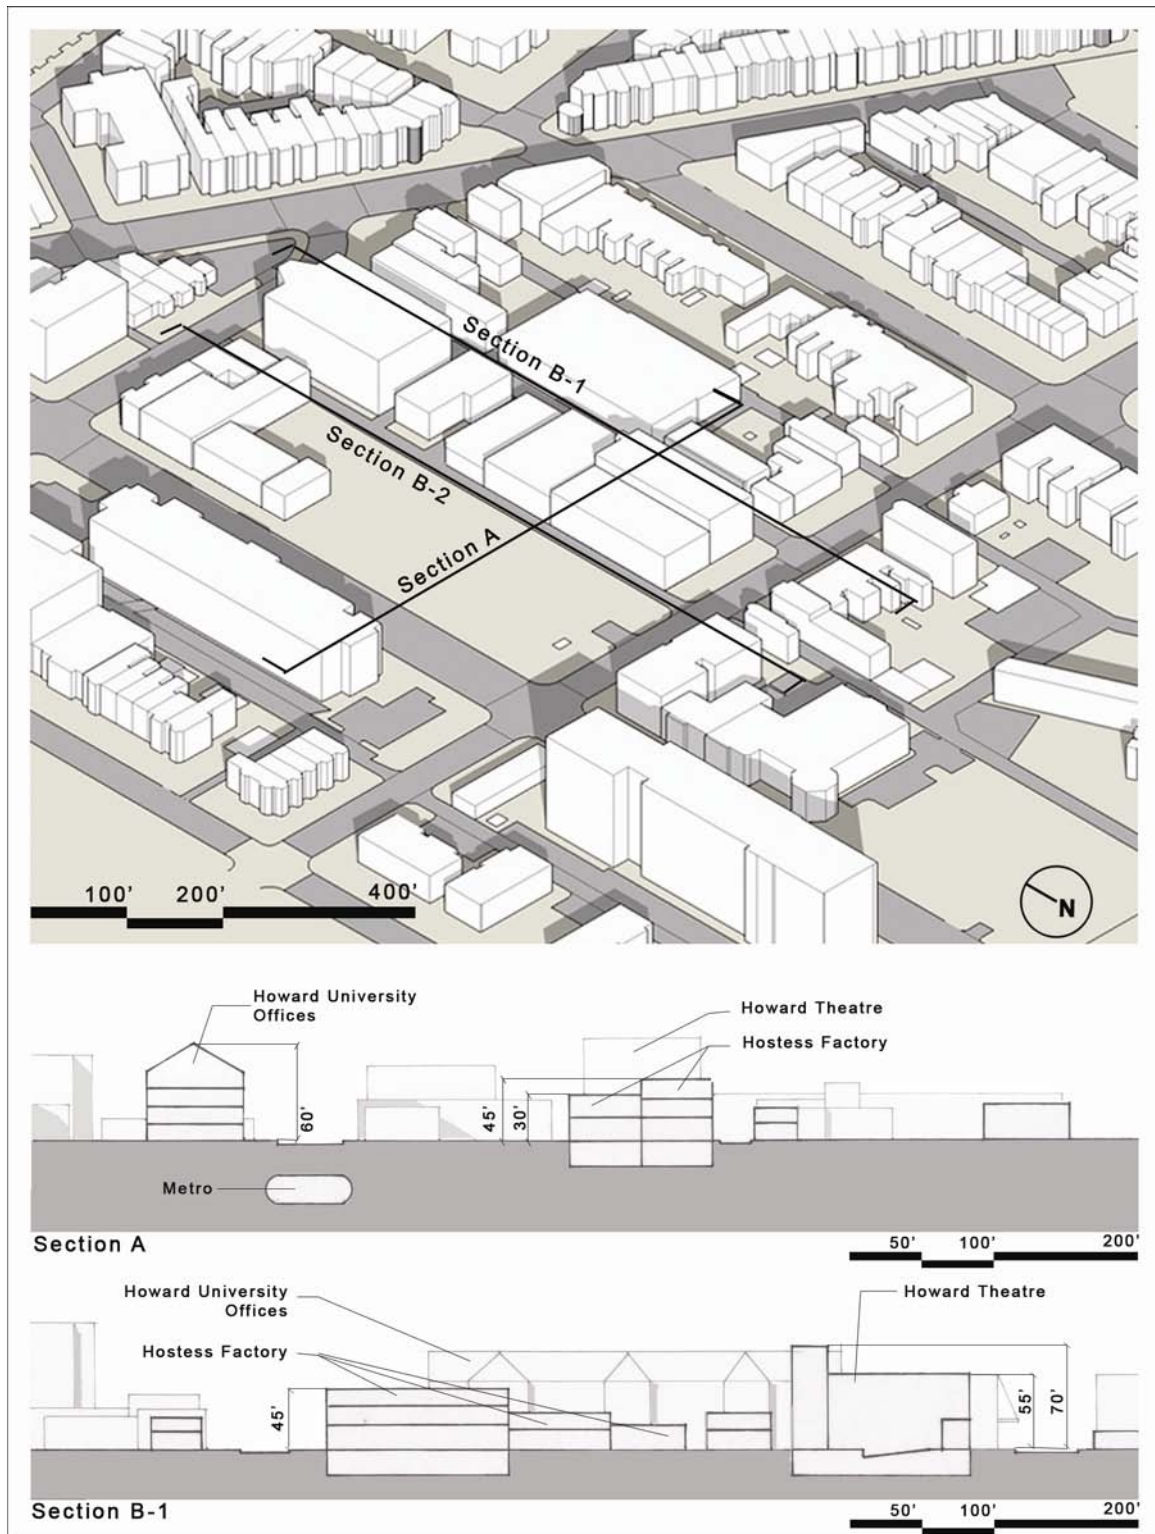 Section B-1
Section B-2
Section A
100' 200' 400'
N
Howard University
Offices
Howard Theatre
Hostess Factory
60'
45'
30'
Metro
Section A
50' 100' 200'
Howard University
Offices
Howard Theatre
Hostess Factory
45'
55'
70'
Section B-1
50' 100' 200'